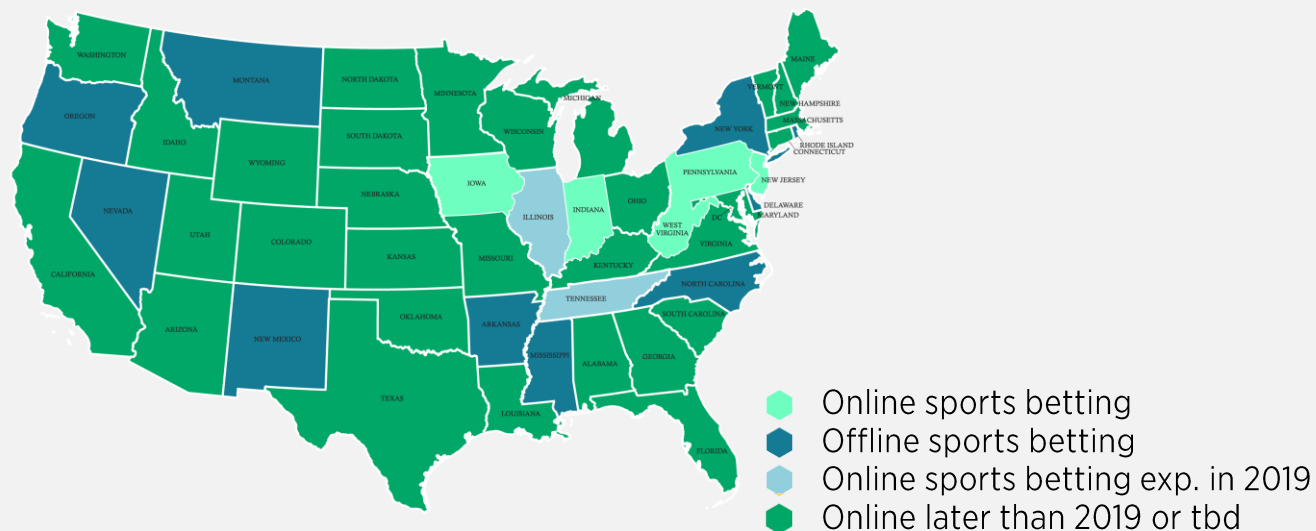 WASHINGTON
MONTANA
NORTH DAKOTA
MINNESOTA
MAINE
OREGON
IDAHO
SOUTH DAKOTA
WISCONSIN
MICHIGAN
VERMONT
NEW HAMPSHIRE
MASSACHUSETTS
NEW YORK
RHODE ISLAND
CONNECTICUT
WYOMING
IOWA
PENNSYLVANIA
NEW JERSEY
NEVADA
NEBRASKA
ILLINOIS
INDIANA
OHIO
DELAWARE
MARYLAND
DC
WEST
VIRGINIA
VIRGINIA
UTAH
COLORADO
KANSAS
MISSOURI
KENTUCKY
CALIFORNIA
NORTH CAROLINA
TENNESSEE
ARIZONA
NEW MEXICO
OKLAHOMA
ARKANSAS
SOUTH CAROLINA
MISSISSIPPI
ALABAMA
GEORGIA
TEXAS
LOUISIANA
FLORIDA
Online sports betting
Offline sports betting
Online sports betting exp. in 2019
Online later than 2019 or tbd